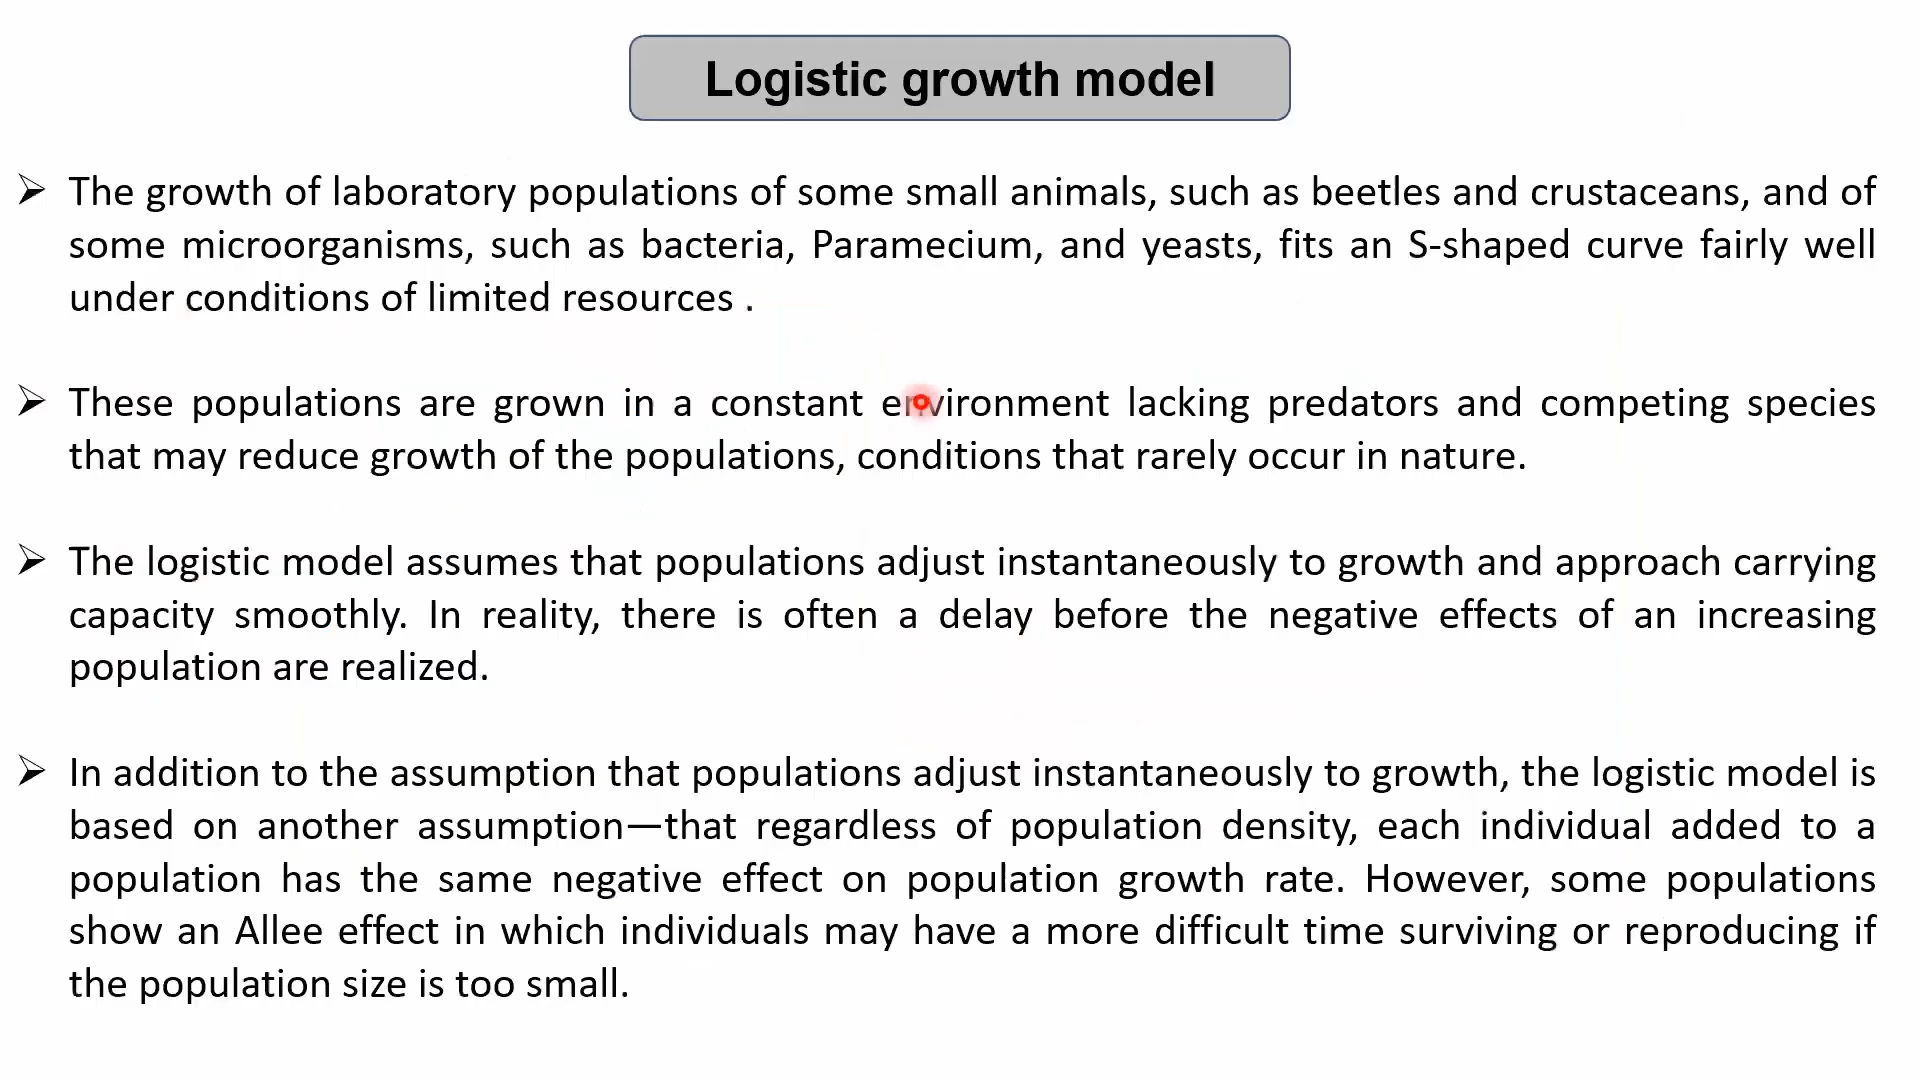 Logistic growth model
➢ The growth of laboratory populations of some small animals, such as beetles and crustaceans, and of
some microorganisms, such as bacteria, Paramecium, and yeasts, fits an S-shaped curve fairly well
under conditions of limited resources .
➢ These populations are grown in a constant environment lacking predators and competing species
that may reduce growth of the populations, conditions that rarely occur in nature.
➢ The logistic model assumes that populations adjust instantaneously to growth and approach carrying
capacity smoothly. In reality, there is often a delay before the negative effects of an increasing
population are realized.
➢ In addition to the assumption that populations adjust instantaneously to growth, the logistic model is
based on another assumption—that regardless of population density, each individual added to a
population has the same negative effect on population growth rate. However, some populations
show an Allee effect in which individuals may have a more difficult time surviving or reproducing if
the population size is too small.